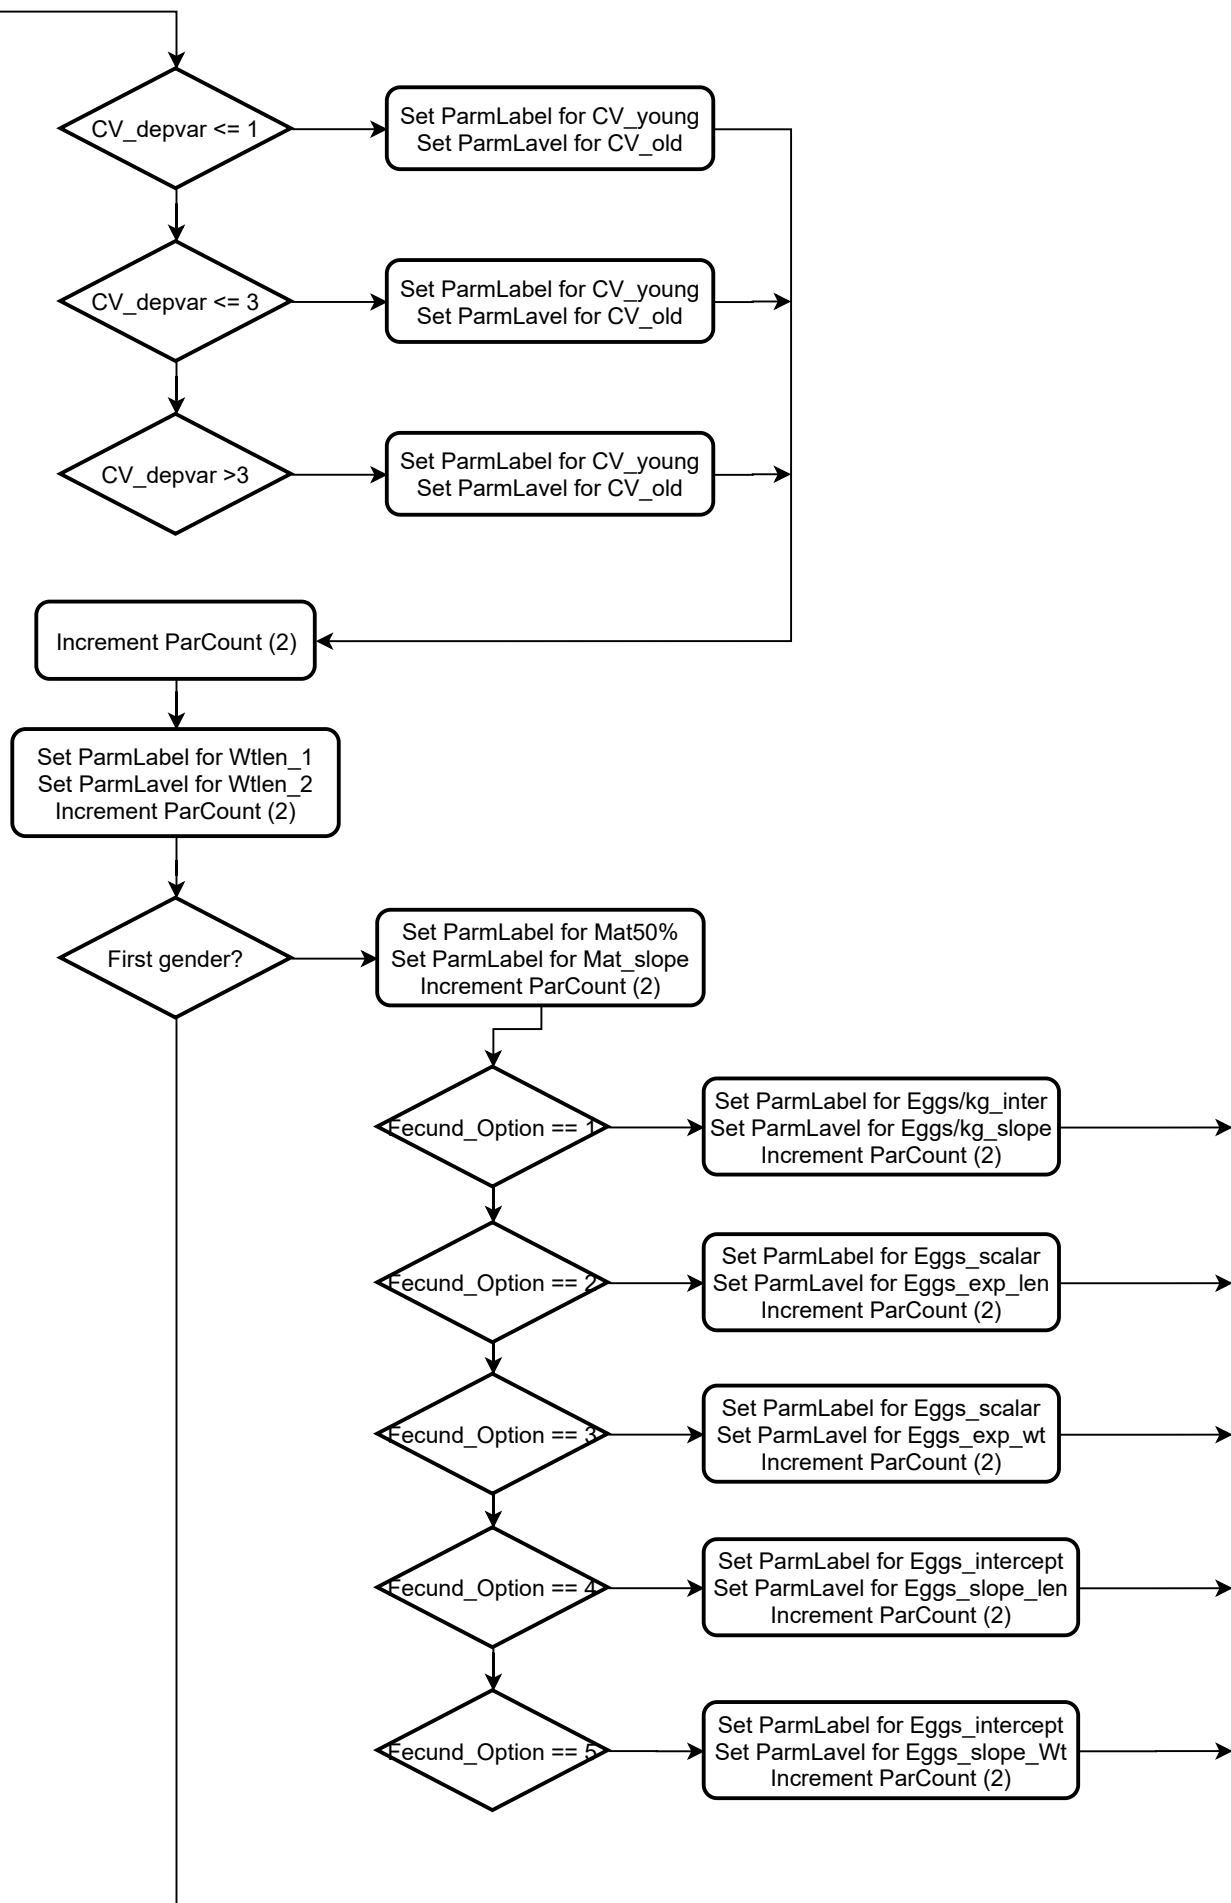 CV_depvar <= 1
Set ParmLabel for CV_young
Set ParmLavel for CV_old
CV_depvar <= 3
Set ParmLabel for CV_young
Set ParmLavel for CV_old
CV_depvar >3
Set ParmLabel for CV_young
Set ParmLavel for CV_old
Increment ParCount (2)
Set ParmLabel for Wtlen_1
Set ParmLavel for Wtlen_2
Increment ParCount (2)
First gender?
Set ParmLabel for Mat50%
Set ParmLabel for Mat_slope
Increment ParCount (2)
Fecund_Option == 1
Set ParmLabel for Eggs/kg_inter
Set ParmLavel for Eggs/kg_slope
Increment ParCount (2)
Fecund_Option == 2
Set ParmLabel for Eggs_scalar
Set ParmLavel for Eggs_exp_len
Increment ParCount (2)
Fecund_Option == 3
Set ParmLabel for Eggs_scalar
Set ParmLavel for Eggs_exp_wt
Increment ParCount (2)
Fecund_Option == 4
Set ParmLabel for Eggs_intercept
Set ParmLavel for Eggs_slope_len
Increment ParCount (2)
Fecund_Option == 5
Set ParmLabel for Eggs_intercept
Set ParmLavel for Eggs_slope_Wt
Increment ParCount (2)